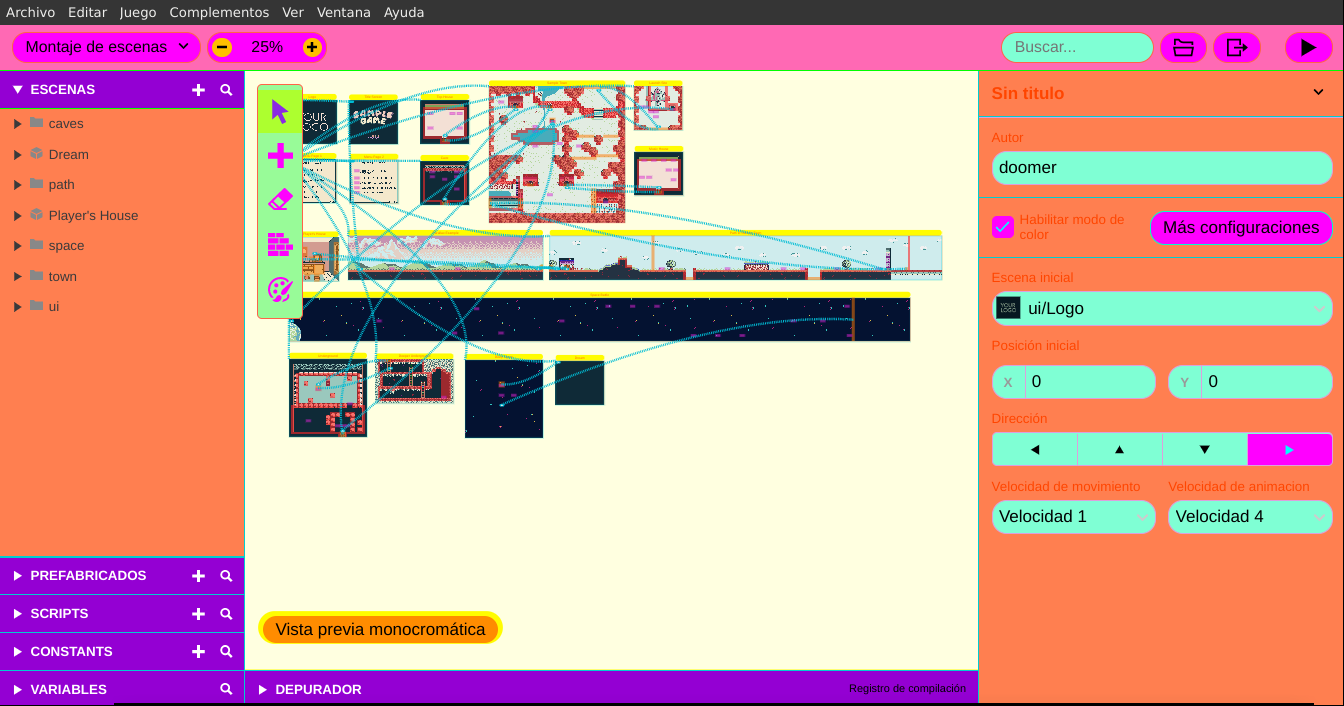 Archivo Editar Juego Complementos Ver Ventana Ayuda
Montaje de escenas
25%
Buscar...
ESCENAS
caves
Dream
path
Player's House
space
town
ui
PREFABRICADOS
SCRIPTS
CONSTANTS
VARIABLES
SAMPLE
GAME
Vista previa monocromática
DEPURADOR
Registro de compilación
Sin titulo
Autor
doomer
Habilitar modo de
color
Más configuraciones
Escena inicial
YOUR
LOGO
ui/Logo
Posición inicial
X 0
Y 0
Dirección
Velocidad de movimiento
Velocidad de animacion
Velocidad 1
Velocidad 4